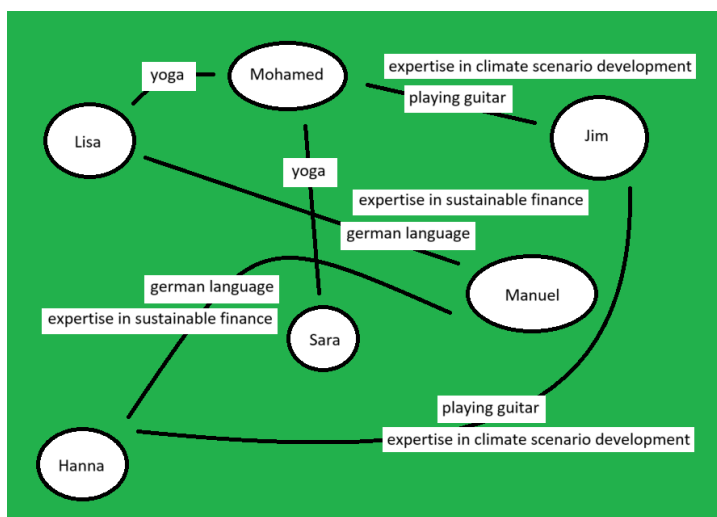 expertise in climate scenario development
yoga
Mohamed
playing guitar
Lisa
Jim
yoga
expertise in sustainable finance
german language
german language
Manuel
expertise in sustainable finance
Sara
playing guitar
expertise in climate scenario development
Hanna